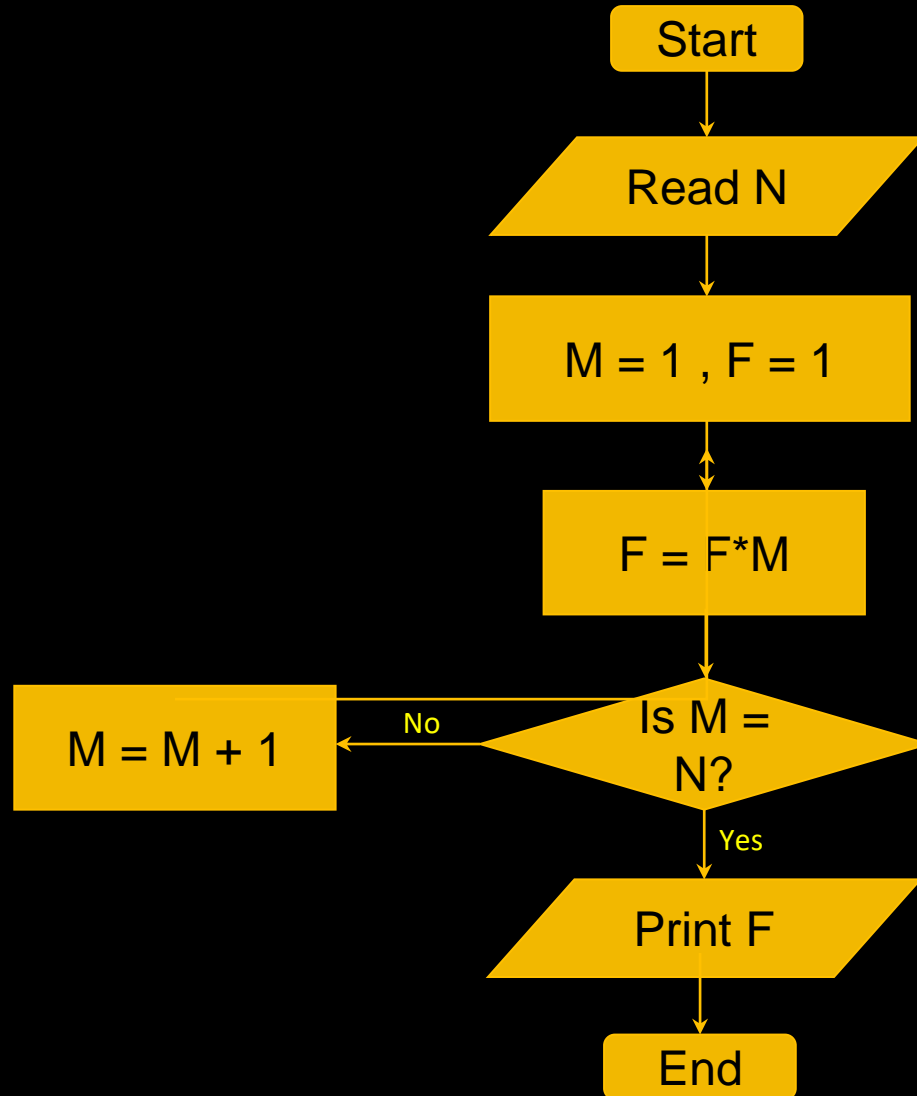 Start
Read N
M = 1 , F = 1
F = F*M
Is M =
N?
No
M = M + 1
Yes
Print F
End